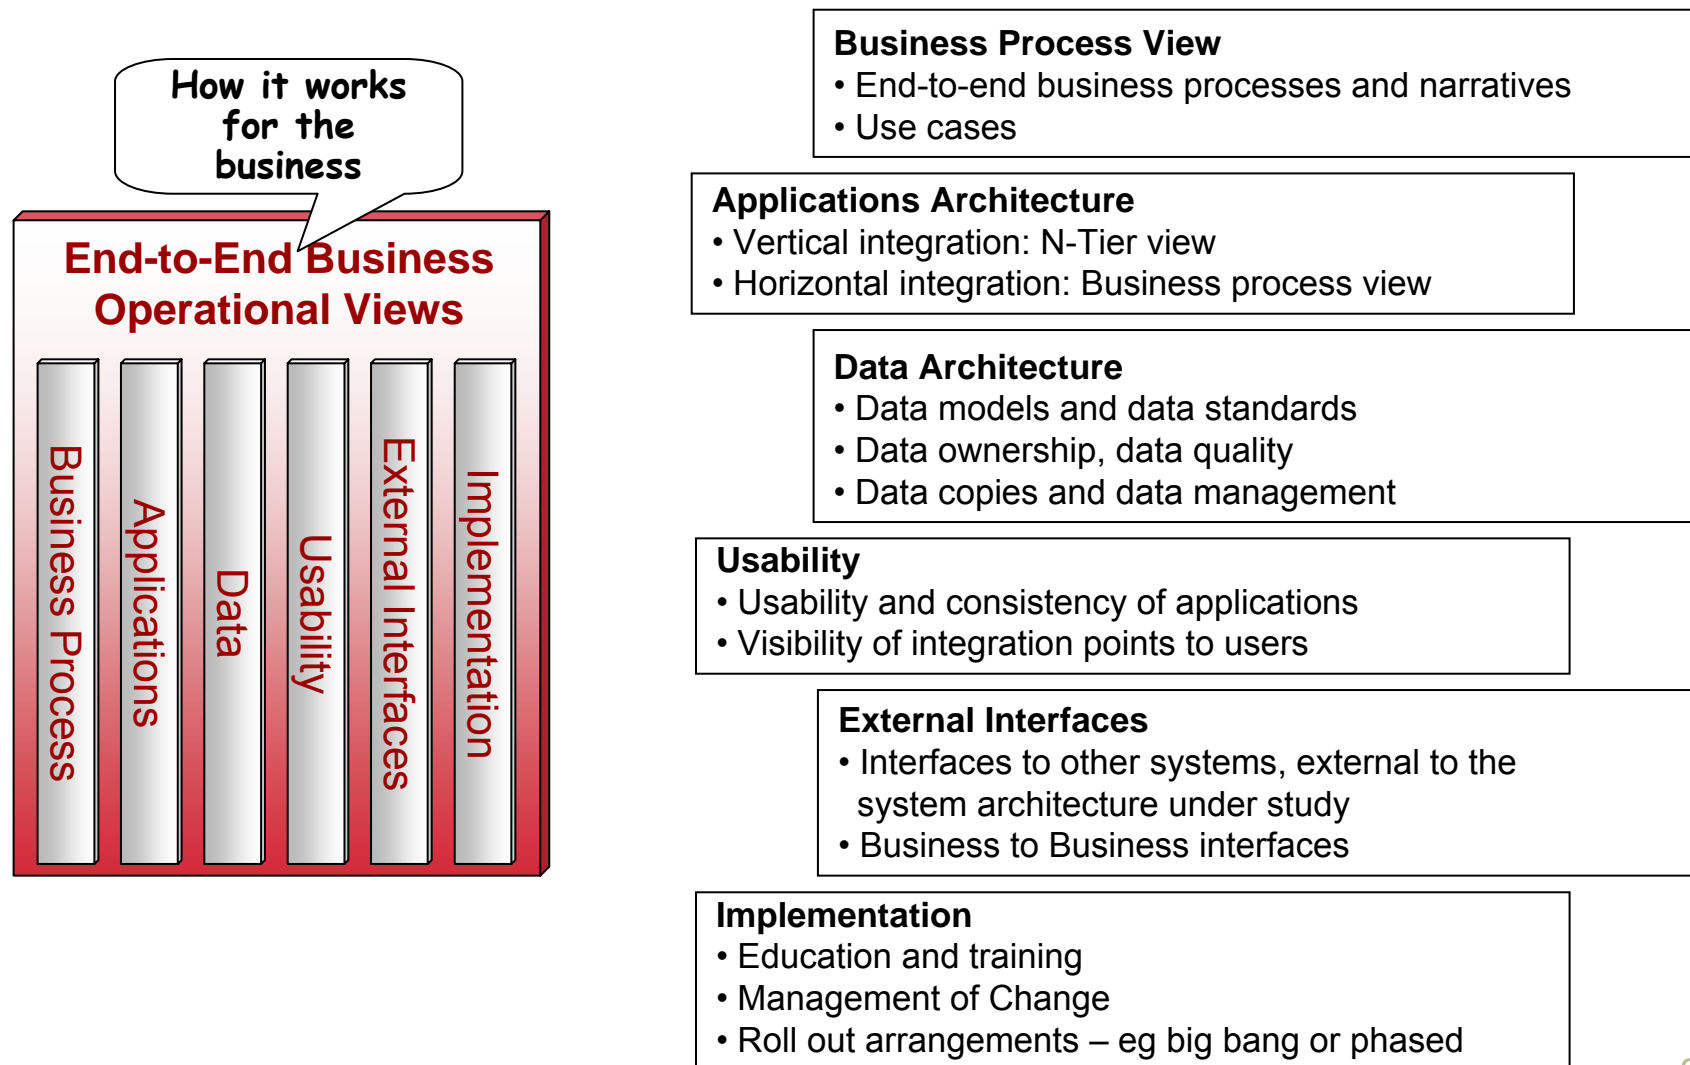 How it works
for the
business
End-to-End Business
Operational Views
Business Process
Applications
Data
Usability
External Interfaces
Implementation
Business Process View
• End-to-end business processes and narratives
• Use cases
Applications Architecture
• Vertical integration: N-Tier view
• Horizontal integration: Business process view
Data Architecture
• Data models and data standards
• Data ownership, data quality
• Data copies and data management
Usability
• Usability and consistency of applications
• Visibility of integration points to users
External Interfaces
• Interfaces to other systems, external to the
system architecture under study
• Business to Business interfaces
Implementation
• Education and training
• Management of Change
• Roll out arrangements – eg big bang or phased